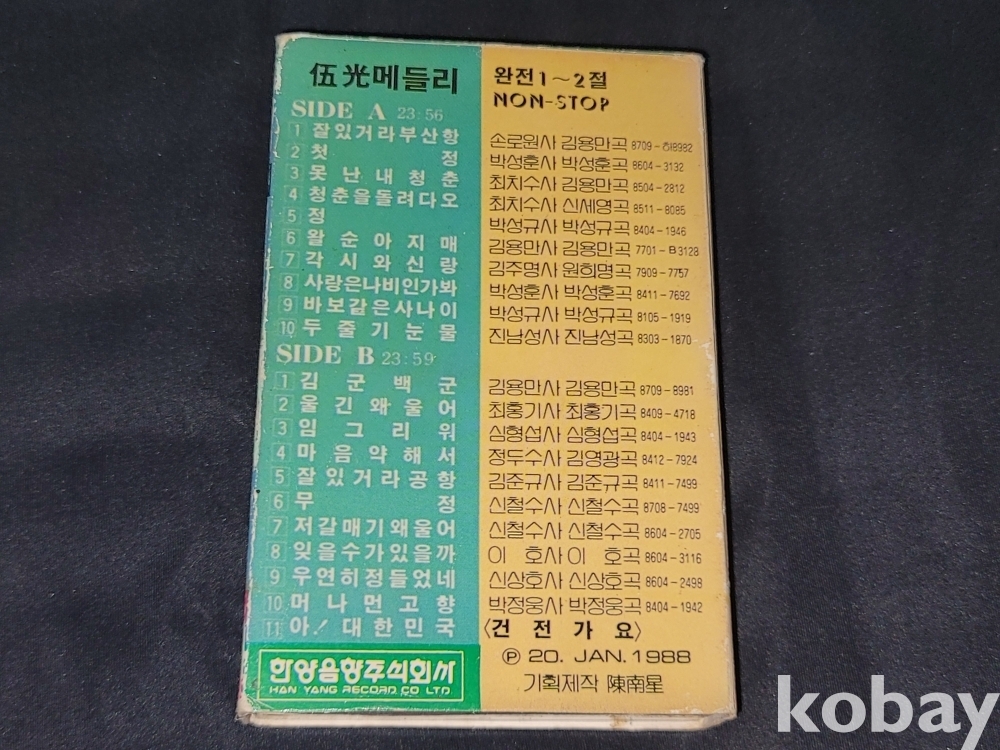 伍光메들리 완전1~2절
NON-STOP
SIDE A 23:56
1 잘있거라부산항 손로원사 김용만곡 8709-하8982
2 첫정 박성훈사 박성훈곡 8604-3132
3 못난내청춘 최치수사 김용만곡 8504-2812
4 청춘을돌려다오 최치수사 신세영곡 8511-8085
5 정 박성규사 박성규곡 8404-1946
6 왈순아지매 김용만사 김용만곡 7701-B3128
7 각시와신랑 김주명사 원희명곡 7909-7757
8 사랑은나비인가봐 박성훈사 박성훈곡 8411-7692
9 바보같은사나이 박성규사 박성규곡 8105-1919
10 두줄기눈물 진남성사 진남성곡 8303-1870
SIDE B 23:59
1 김군백군 김용만사 김용만곡 8709-8981
2 울긴왜울어 최홍기사 최홍기곡 8409-4718
3 임그리워 심형섭사 심형섭곡 8404-1943
4 마음약해서 정두수사 김영광곡 8412-7924
5 잘있거라공항 김준규사 김준규곡 8411-7499
6 무정 신철수사 신철수곡 8708-7499
7 저갈매기왜울어 신철수사 신철수곡 8604-2705
8 잊을수가있을까 이호사 이호곡 8604-3116
9 우연히정들었네 신상호사 신상호곡 8604-2498
10 머나먼고향 박정웅사 박정웅곡 8404-1942
11 아! 대한민국 〈건전가요〉
한양음향주식회사
HAN YANG RECORD CO LTD
Ⓟ 20. JAN. 1988
기획제작 陳南星
kobay